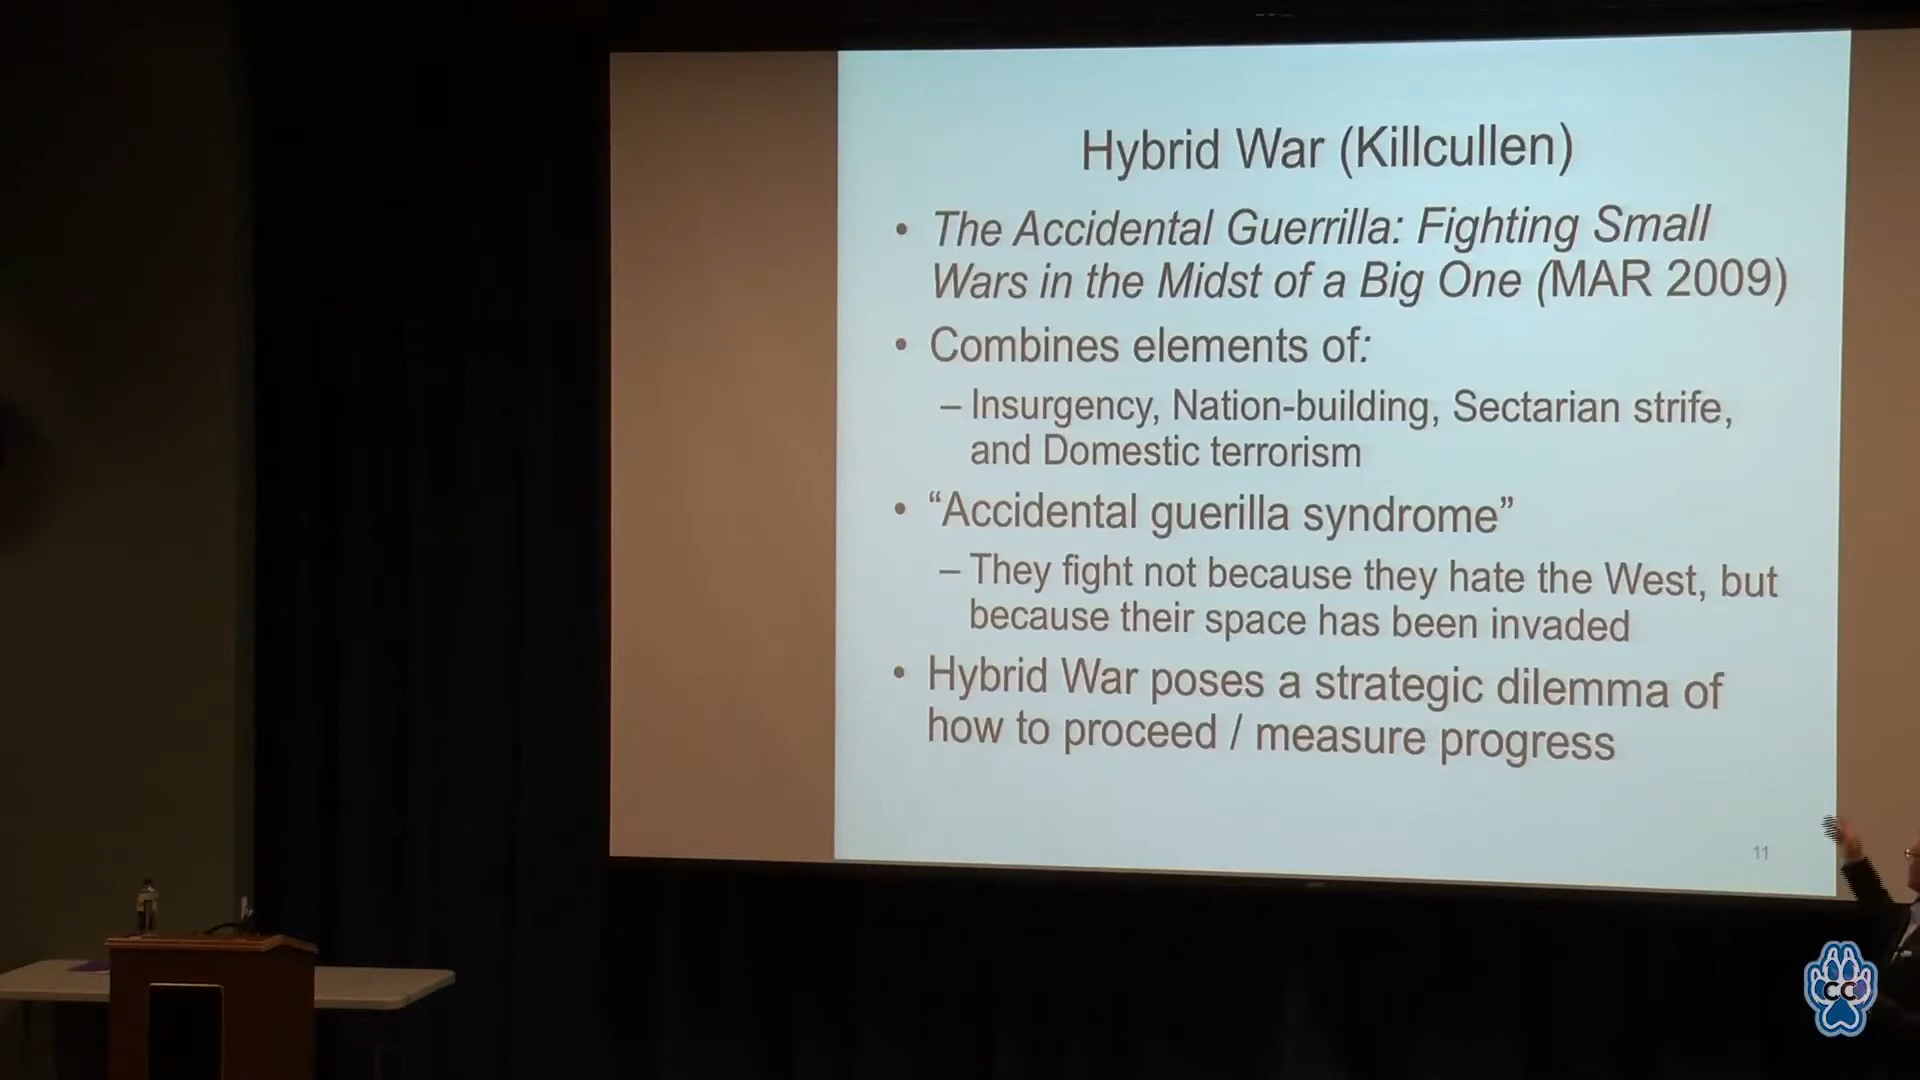 Hybrid War (Killcullen)
• The Accidental Guerrilla: Fighting Small
Wars in the Midst of a Big One (MAR 2009)
• Combines elements of:
– Insurgency, Nation-building, Sectarian strife,
and Domestic terrorism
• “Accidental guerilla syndrome”
– They fight not because they hate the West, but
because their space has been invaded
• Hybrid War poses a strategic dilemma of
how to proceed / measure progress
11
CC